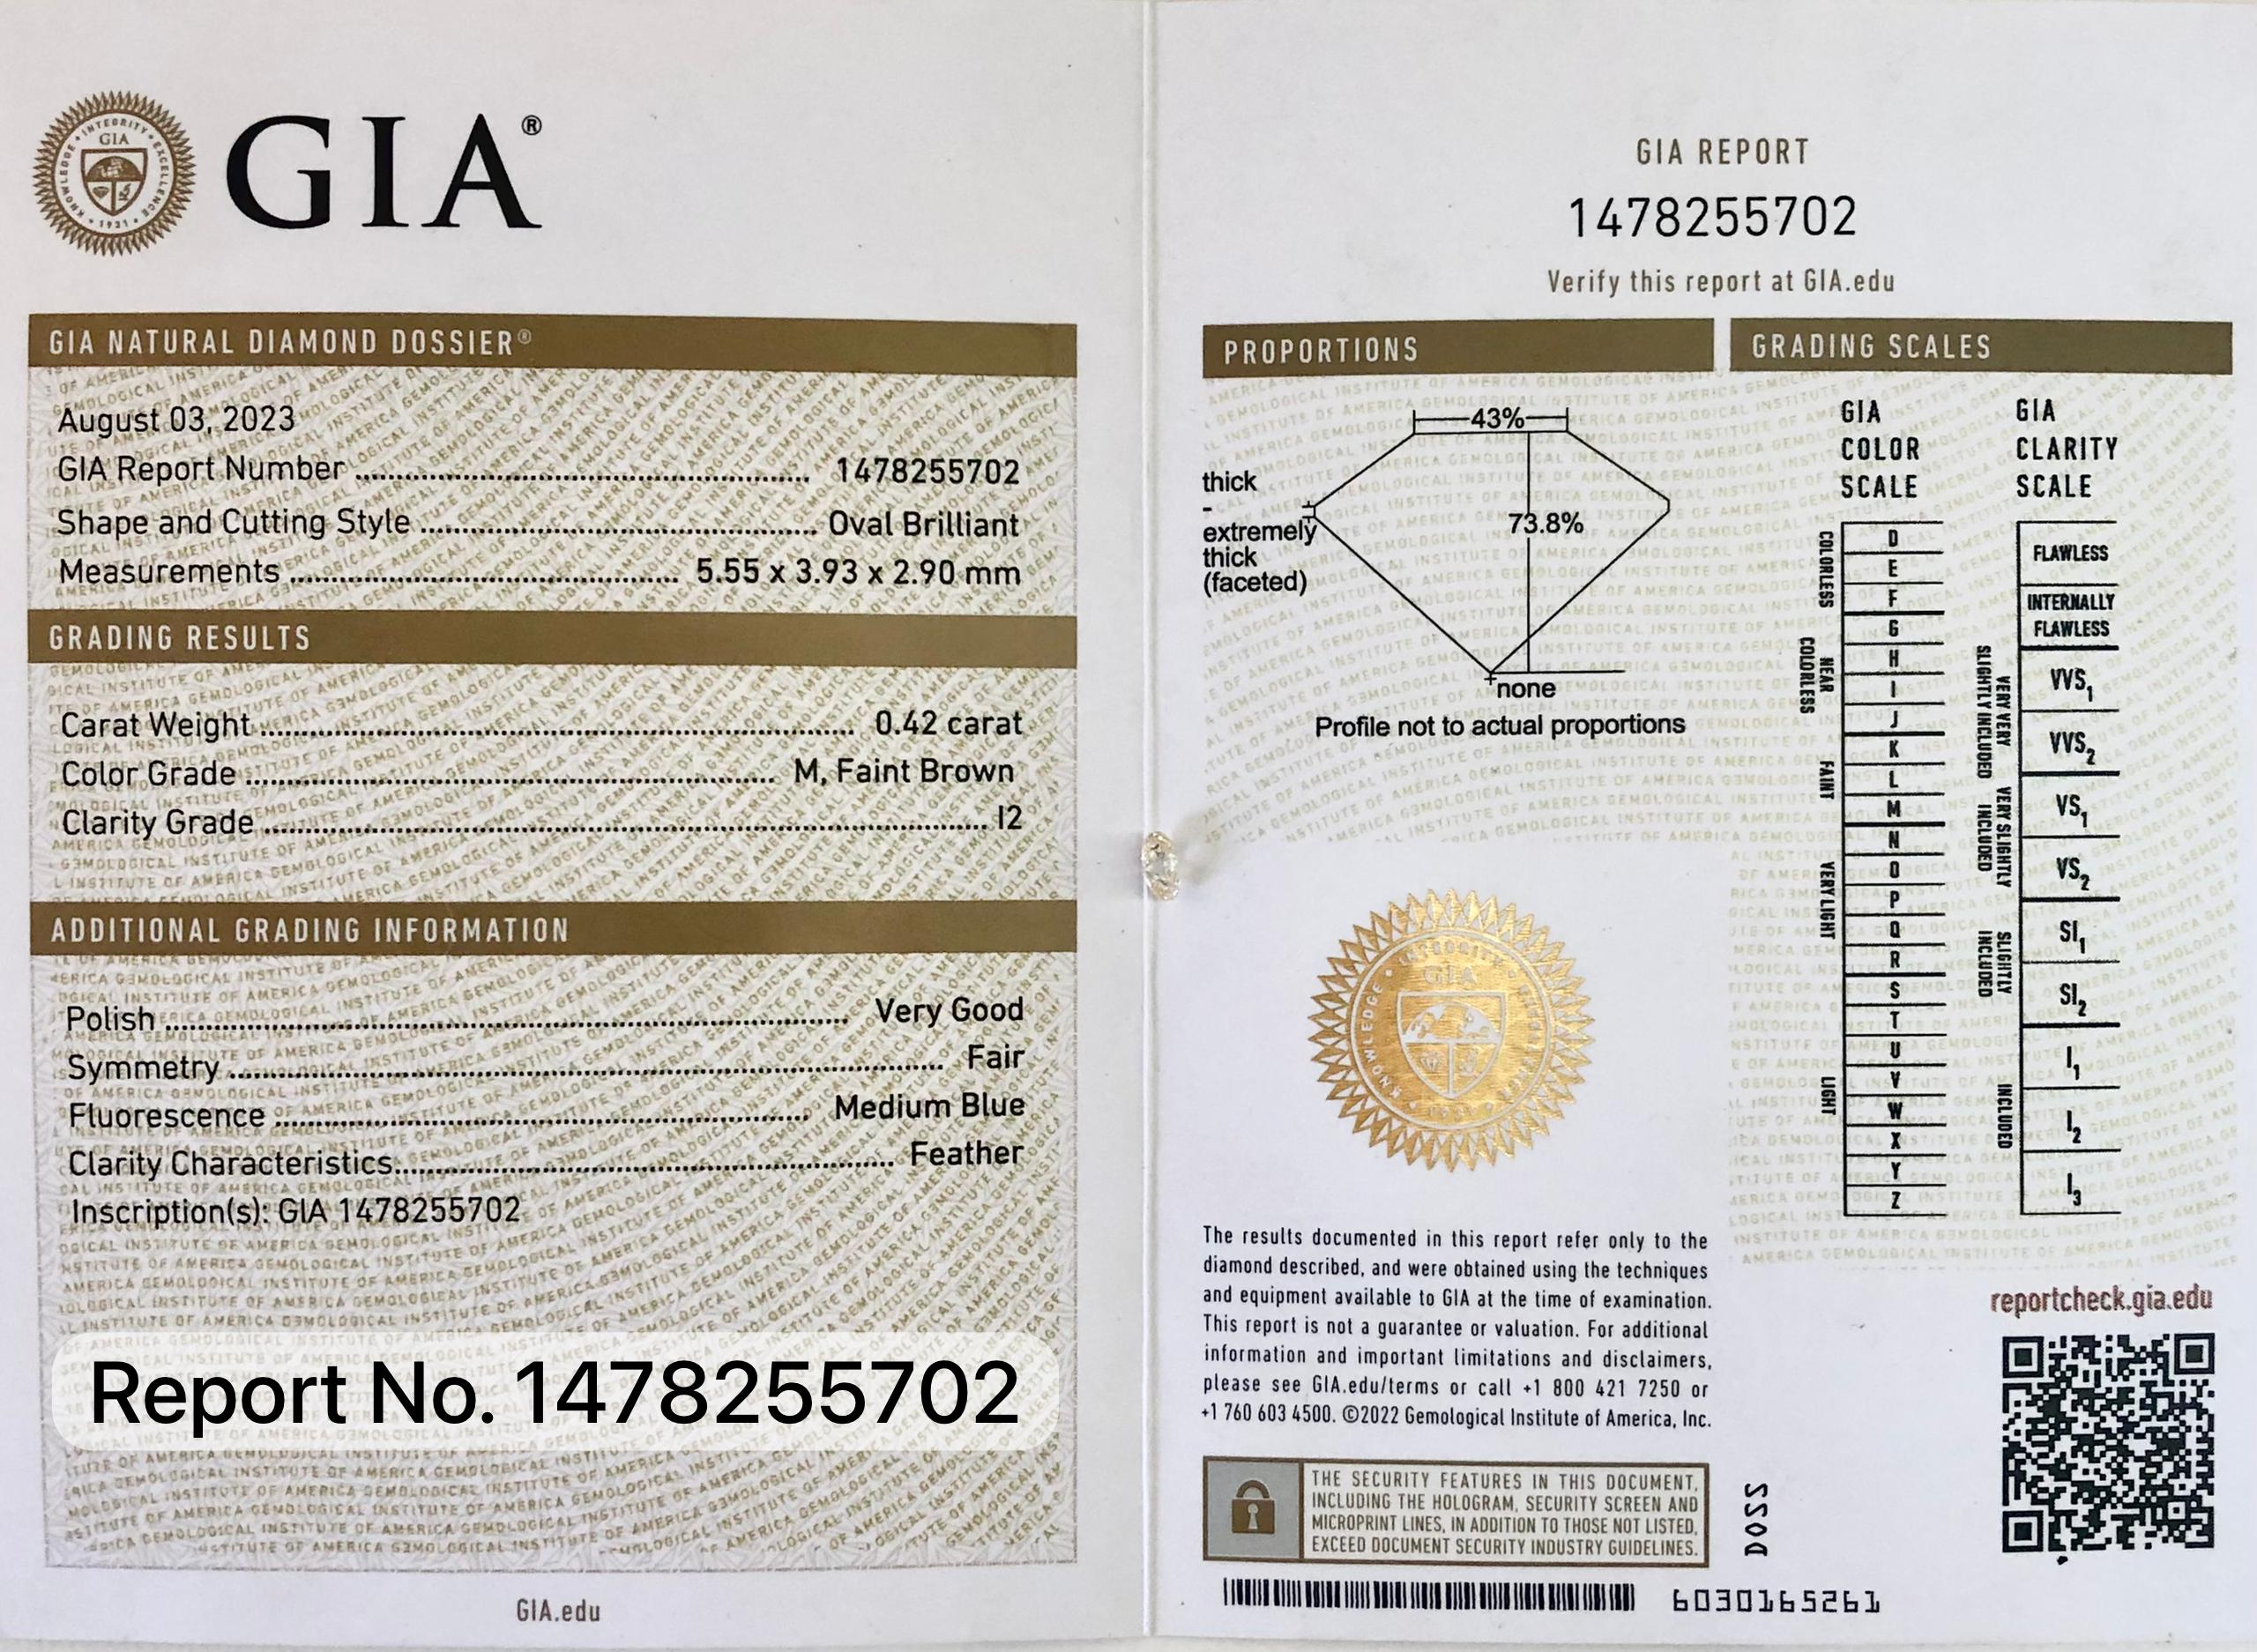 KNOWLEDGE • INTEGRITY • EXCELLENCE
GIA
1931
GIA®
GIA NATURAL DIAMOND DOSSIER®
August 03, 2023
GIA Report Number 1478255702
Shape and Cutting Style Oval Brilliant
Measurements 5.55 x 3.93 x 2.90 mm
GRADING RESULTS
Carat Weight 0.42 carat
Color Grade M, Faint Brown
Clarity Grade I2
ADDITIONAL GRADING INFORMATION
Polish Very Good
Symmetry Fair
Fluorescence Medium Blue
Clarity Characteristics Feather
Inscription(s): GIA 1478255702
Report No. 1478255702
GIA.edu
GIA REPORT
1478255702
Verify this report at GIA.edu
PROPORTIONS
43%
thick
-
extremely
thick
(faceted)
73.8%
none
Profile not to actual proportions
The results documented in this report refer only to the
diamond described, and were obtained using the techniques
and equipment available to GIA at the time of examination.
This report is not a guarantee or valuation. For additional
information and important limitations and disclaimers,
please see GIA.edu/terms or call +1 800 421 7250 or
+1 760 603 4500. ©2022 Gemological Institute of America, Inc.
THE SECURITY FEATURES IN THIS DOCUMENT,
INCLUDING THE HOLOGRAM, SECURITY SCREEN AND
MICROPRINT LINES, IN ADDITION TO THOSE NOT LISTED,
EXCEED DOCUMENT SECURITY INDUSTRY GUIDELINES.
DOSS
6030165261
GRADING SCALES
GIA
COLOR
SCALE
COLORLESS
D
E
F
NEAR
COLORLESS
G
H
I
J
FAINT
K
L
M
VERY LIGHT
N
O
P
Q
R
LIGHT
S
T
U
V
W
X
Y
Z
GIA
CLARITY
SCALE
FLAWLESS
INTERNALLY
FLAWLESS
VERY VERY
SLIGHTLY INCLUDED
VVS1
VVS2
VERY SLIGHTLY
INCLUDED
VS1
VS2
SLIGHTLY
INCLUDED
SI1
SI2
INCLUDED
I1
I2
I3
reportcheck.gia.edu